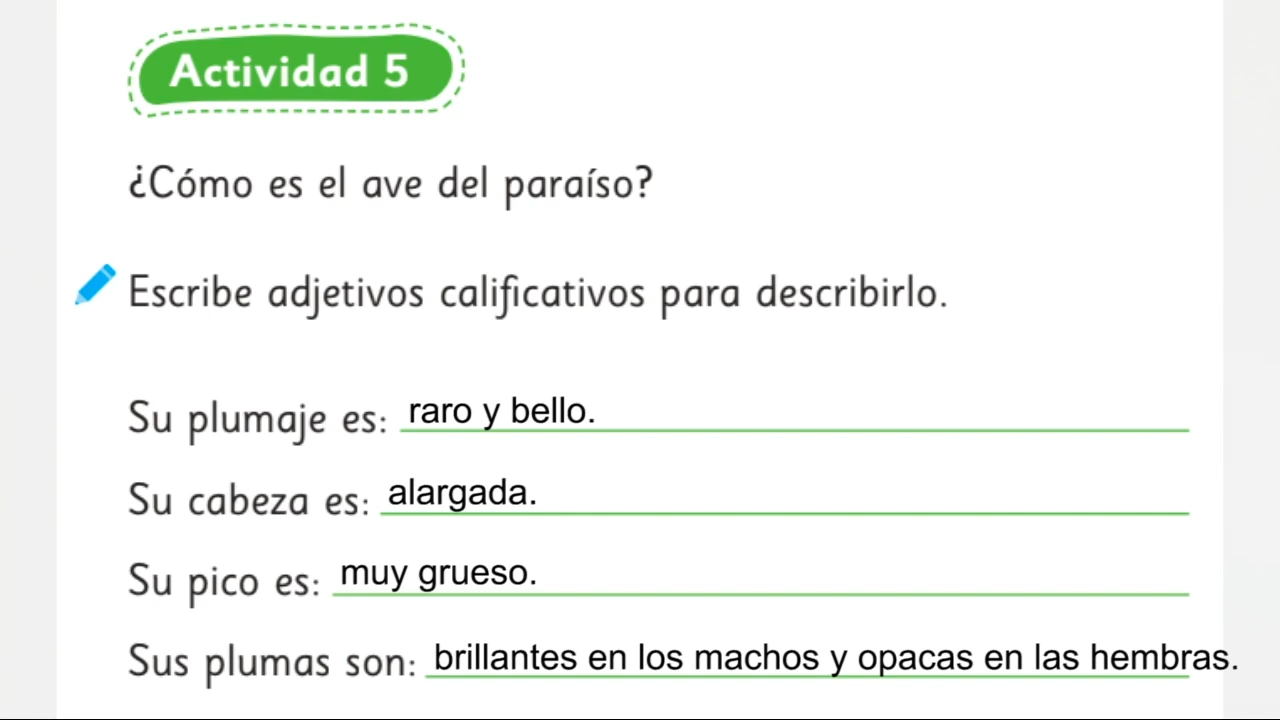 Actividad 5
¿Cómo es el ave del paraíso?
Escribe adjetivos calificativos para describirlo.
Su plumaje es: raro y bello.
Su cabeza es: alargada.
Su pico es: muy grueso.
Sus plumas son: brillantes en los machos y opacas en las hembras.